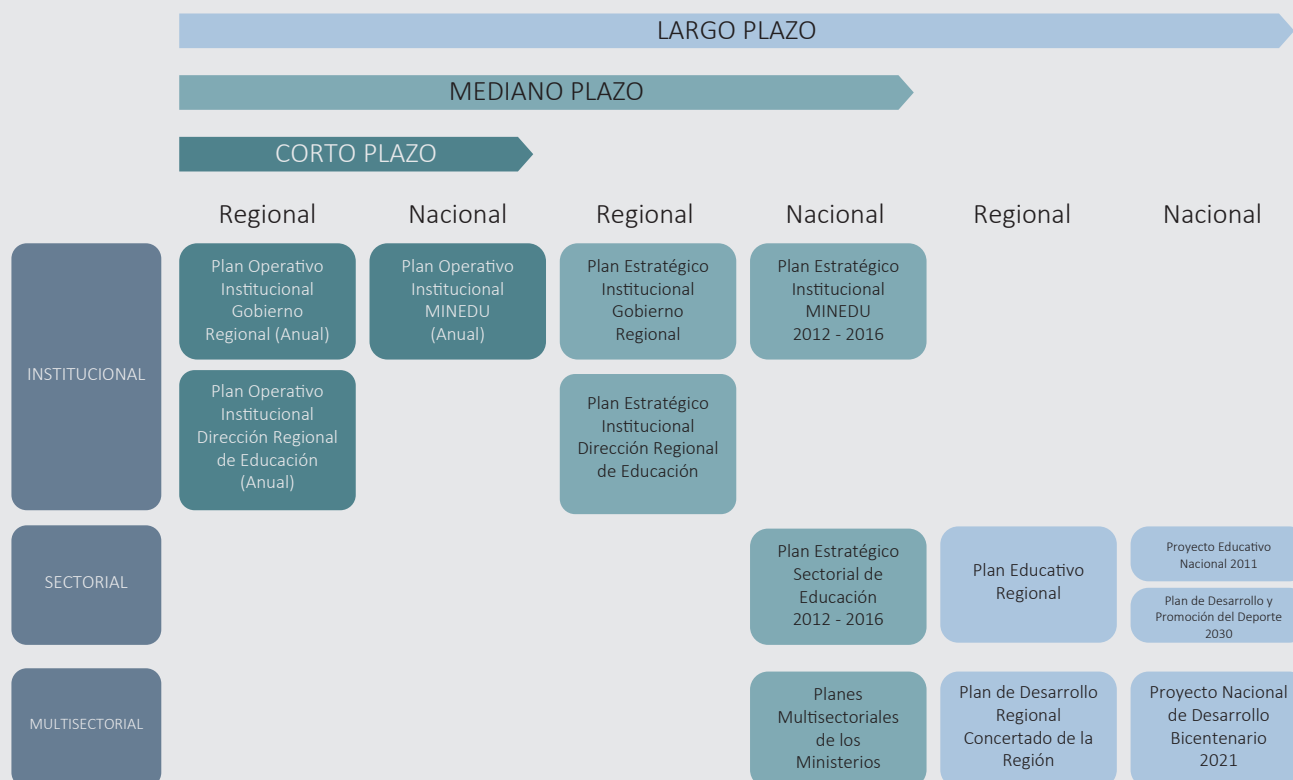 LARGO PLAZO
MEDIANO PLAZO
CORTO PLAZO
Regional
Nacional
Regional
Nacional
Regional
Nacional
INSTITUCIONAL
Plan Operativo
Institucional
Gobierno
Regional (Anual)
Plan Operativo
Institucional
MINEDU
(Anual)
Plan Estratégico
Institucional
Gobierno
Regional
Plan Estratégico
Institucional
MINEDU
2012 - 2016
Plan Operativo
Institucional
Dirección Regional
de Educación
(Anual)
Plan Estratégico
Institucional
Dirección Regional
de Educación
SECTORIAL
Plan Estratégico
Sectorial de
Educación
2012 - 2016
Plan Educativo
Regional
Proyecto Educativo
Nacional 2011
Plan de Desarrollo y
Promoción del Deporte
2030
MULTISECTORIAL
Planes
Multisectoriales
de los
Ministerios
Plan de Desarrollo
Regional
Concertado de la
Región
Proyecto Nacional
de Desarrollo
Bicentenario
2021